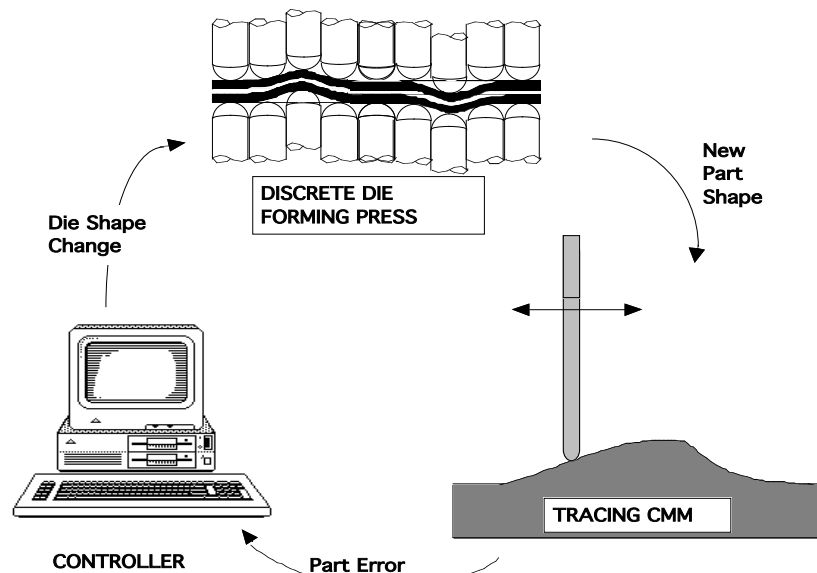 DISCRETE DIE
FORMING PRESS
New
Part
Shape
Die Shape
Change
TRACING CMM
CONTROLLER
Part Error